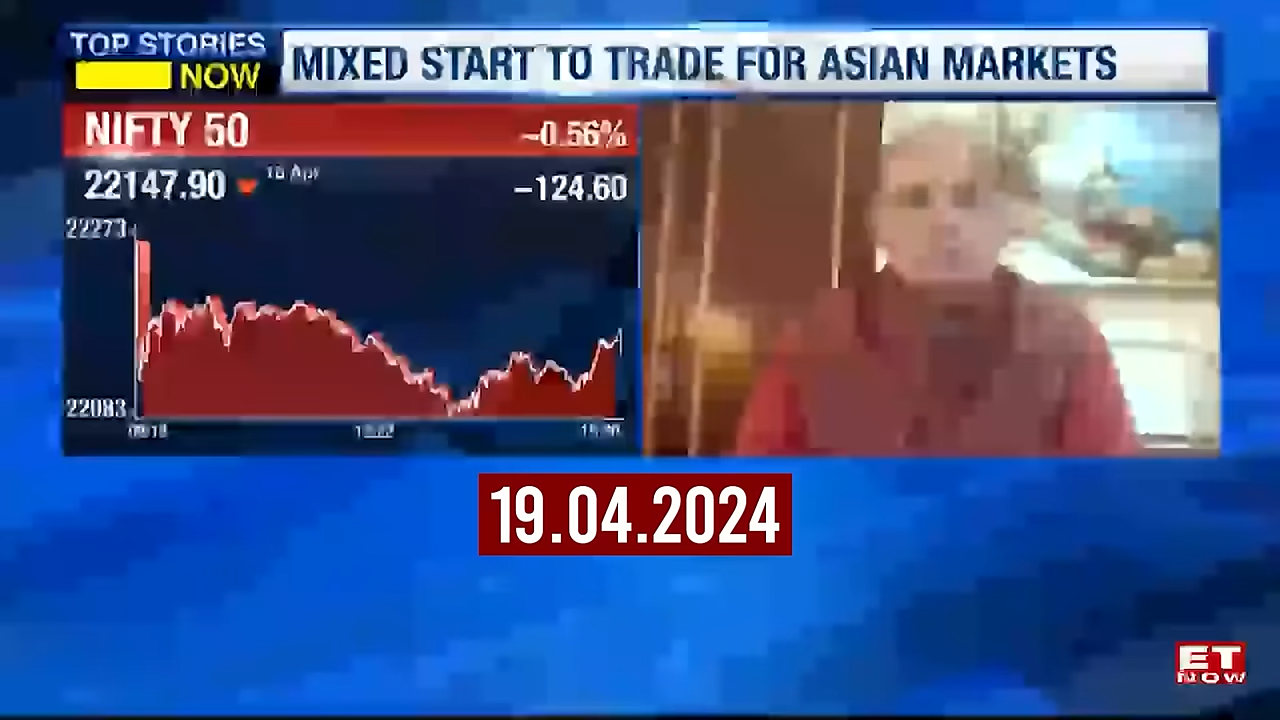 TOP STORIES
NOW
MIXED START TO TRADE FOR ASIAN MARKETS
NIFTY 50
-0.56%
22147.90
Apr
-124.60
22273
22083
19.04.2024
ET
NOW